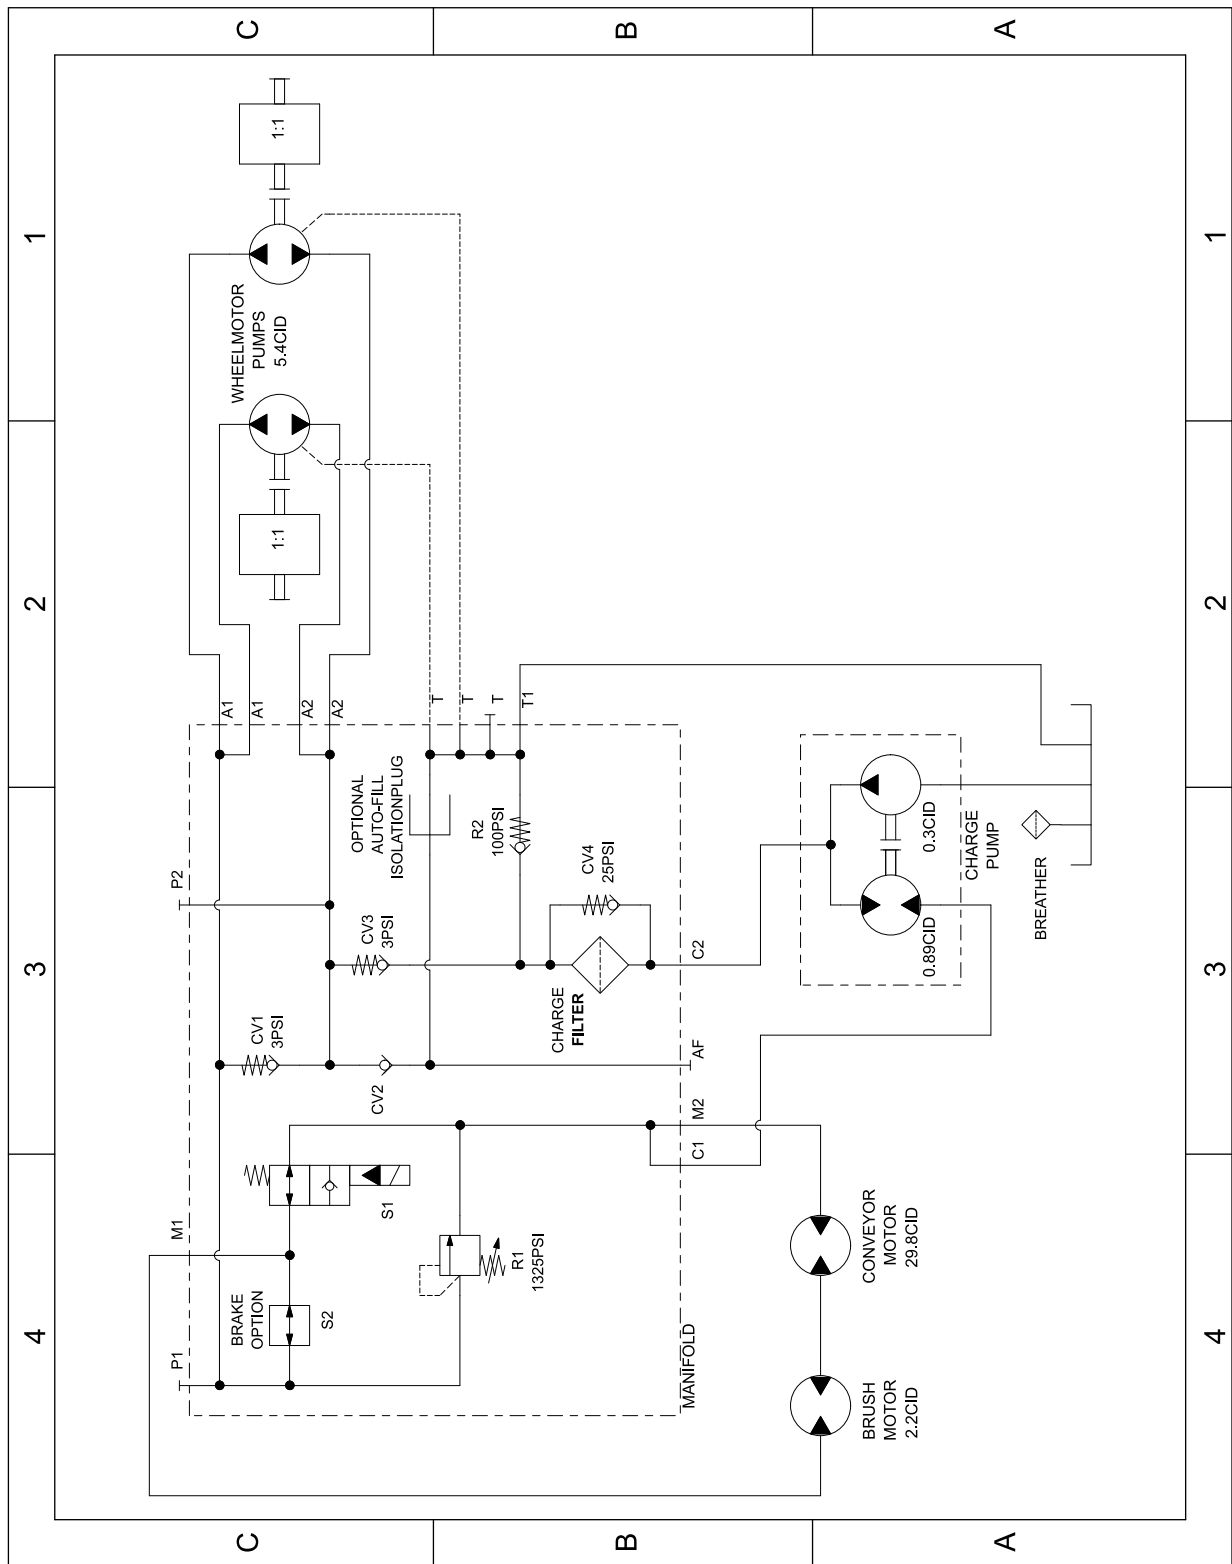 C
B
A
1
2
3
4
1:1
WHEELMOTOR
PUMPS
5.4CID
1:1
A1
A1
A2
A2
T
T
T
T1
P2
OPTIONAL
AUTO-FILL
ISOLATIONPLUG
R2
100PSI
CV4
25PSI
CV3
3PSI
CV1
3PSI
CV2
CHARGE
FILTER
C2
AF
M2
C1
M1
S1
R1
1325PSI
BRAKE
OPTION
S2
P1
MANIFOLD
0.3CID
0.89CID
CHARGE
PUMP
BREATHER
CONVEYOR
MOTOR
29.8CID
BRUSH
MOTOR
2.2CID
1
2
3
4
C
B
A